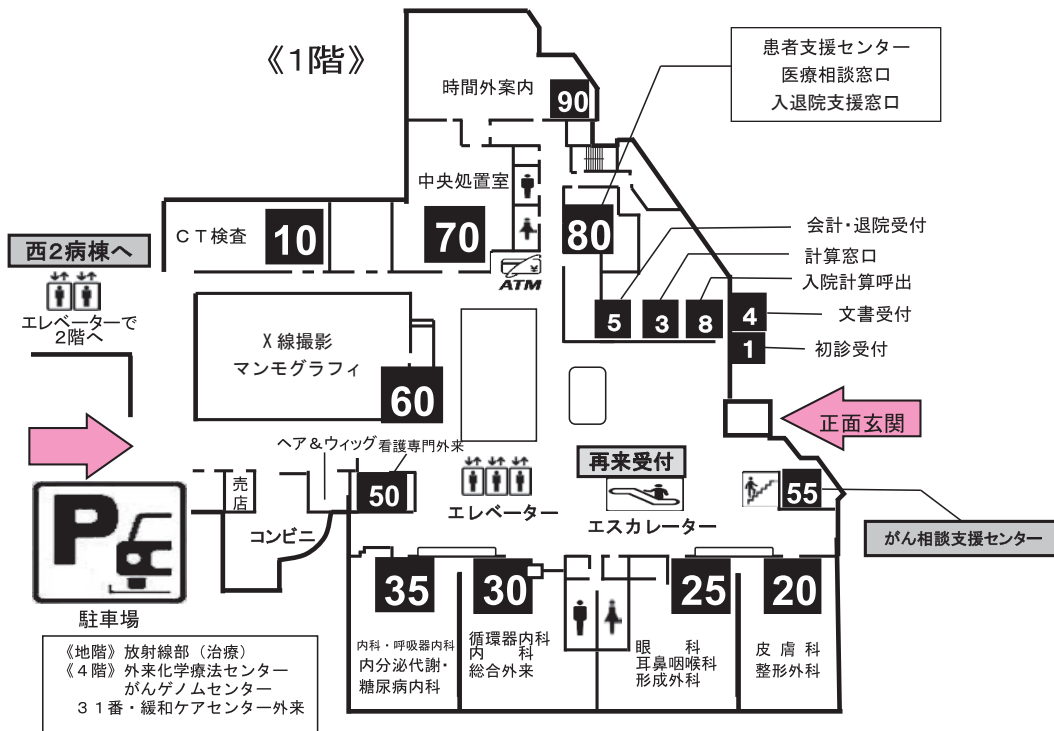 《1階》
時間外案内
90
患者支援センター
医療相談窓口
入退院支援窓口
中央処置室
70
80
CT検査
10
西2病棟へ
エレベーターで
2階へ
ATM
会計・退院受付
計算窓口
入院計算呼出
5
3
8
4
文書受付
1
初診受付
X線撮影
マンモグラフィ
60
正面玄関
ヘア&ウィッグ
看護専門外来
50
売店
コンビニ
エレベーター
再来受付
エスカレーター
55
がん相談支援センター
P
駐車場
35
30
25
20
内科・呼吸器内科
内分泌代謝・
糖尿病内科
循環器内科
内 科
総合外来
眼 科
耳鼻咽喉科
形成外科
皮膚科
整形外科
《地階》放射線部(治療)
《4階》外来化学療法センター
がんゲノムセンター
31番・緩和ケアセンター外来